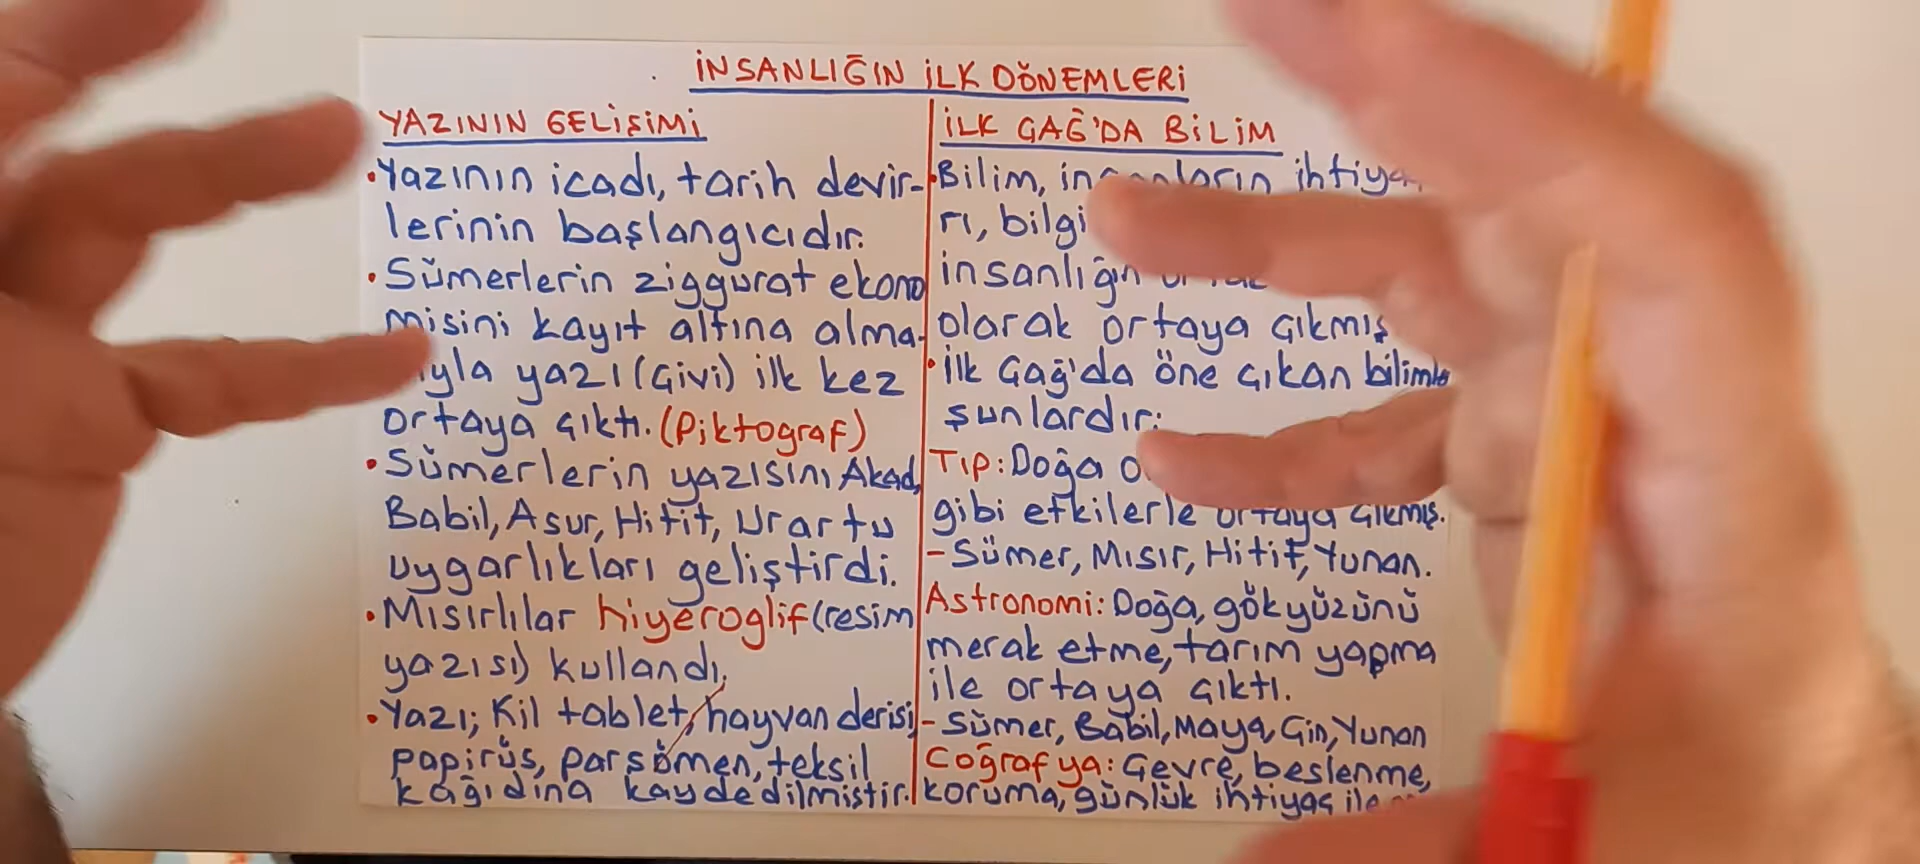 İNSANLIĞIN İLK DÖNEMLERİ
YAZININ GELİŞİMİ
•Yazının icadı, tarih devir-
lerinin başlangıcıdır.
•Sümerlerin ziggurat ekono
misini kayıt altına alma-
yla yazı (Çivi) ilk kez
ortaya çıktı. (Piktograf)
•Sümerlerin yazısını Akad,
Babil, Asur, Hitit, Urartu
uygarlıkları geliştirdi.
•Mısırlılar hiyeroglif (resim
yazısı) kullandı.
•Yazı; Kil tablet, hayvan derisi,
papirüs, parşömen, teksil
kağıdına kaydedilmiştir.
İLK ÇAĞ'DA BİLİM
•Bilim, insanların
rı, bilgi
insanlığın
olarak ortaya çıkmış
•İlk Çağ'da öne çıkan
şunlardır:
Tıp: Doğa
gibi etkilerle ortaya çıkmış.
-Sümer, Mısır, Hitit, Yunan.
Astronomi: Doğa, gökyüzünü
merak etme, tarım yapma
ile ortaya çıktı.
-Sümer, Babil, Maya, Çin, Yunan
Coğrafya: Çevre, beslenme,
koruma, günlük ihtiyaç ile